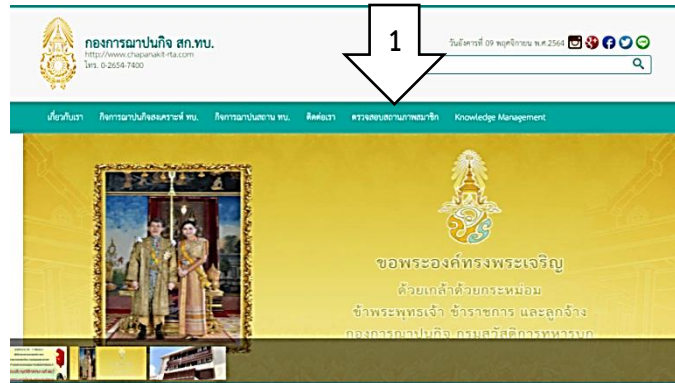 กองการฌาปนกิจ สก.ทบ.
http://www.chapanakit-rta.com
โทร. 0-2654-7400
1
วันอังคารที่ 09 พฤศจิกายน พ.ศ.2564
เกี่ยวกับเรา กิจการฌาปนกิจสงเคราะห์ ทบ. กิจการฌาปนสถาน ทบ. ติดต่อเรา ตรวจสอบสถานภาพสมาชิก Knowledge Management
ขอพระองค์ทรงพระเจริญ
ด้วยเกล้าด้วยกระหม่อม
ข้าพระพุทธเจ้า ข้าราชการ และลูกจ้าง
กองการฌาปนกิจ กรมสวัสดิการทหารบก